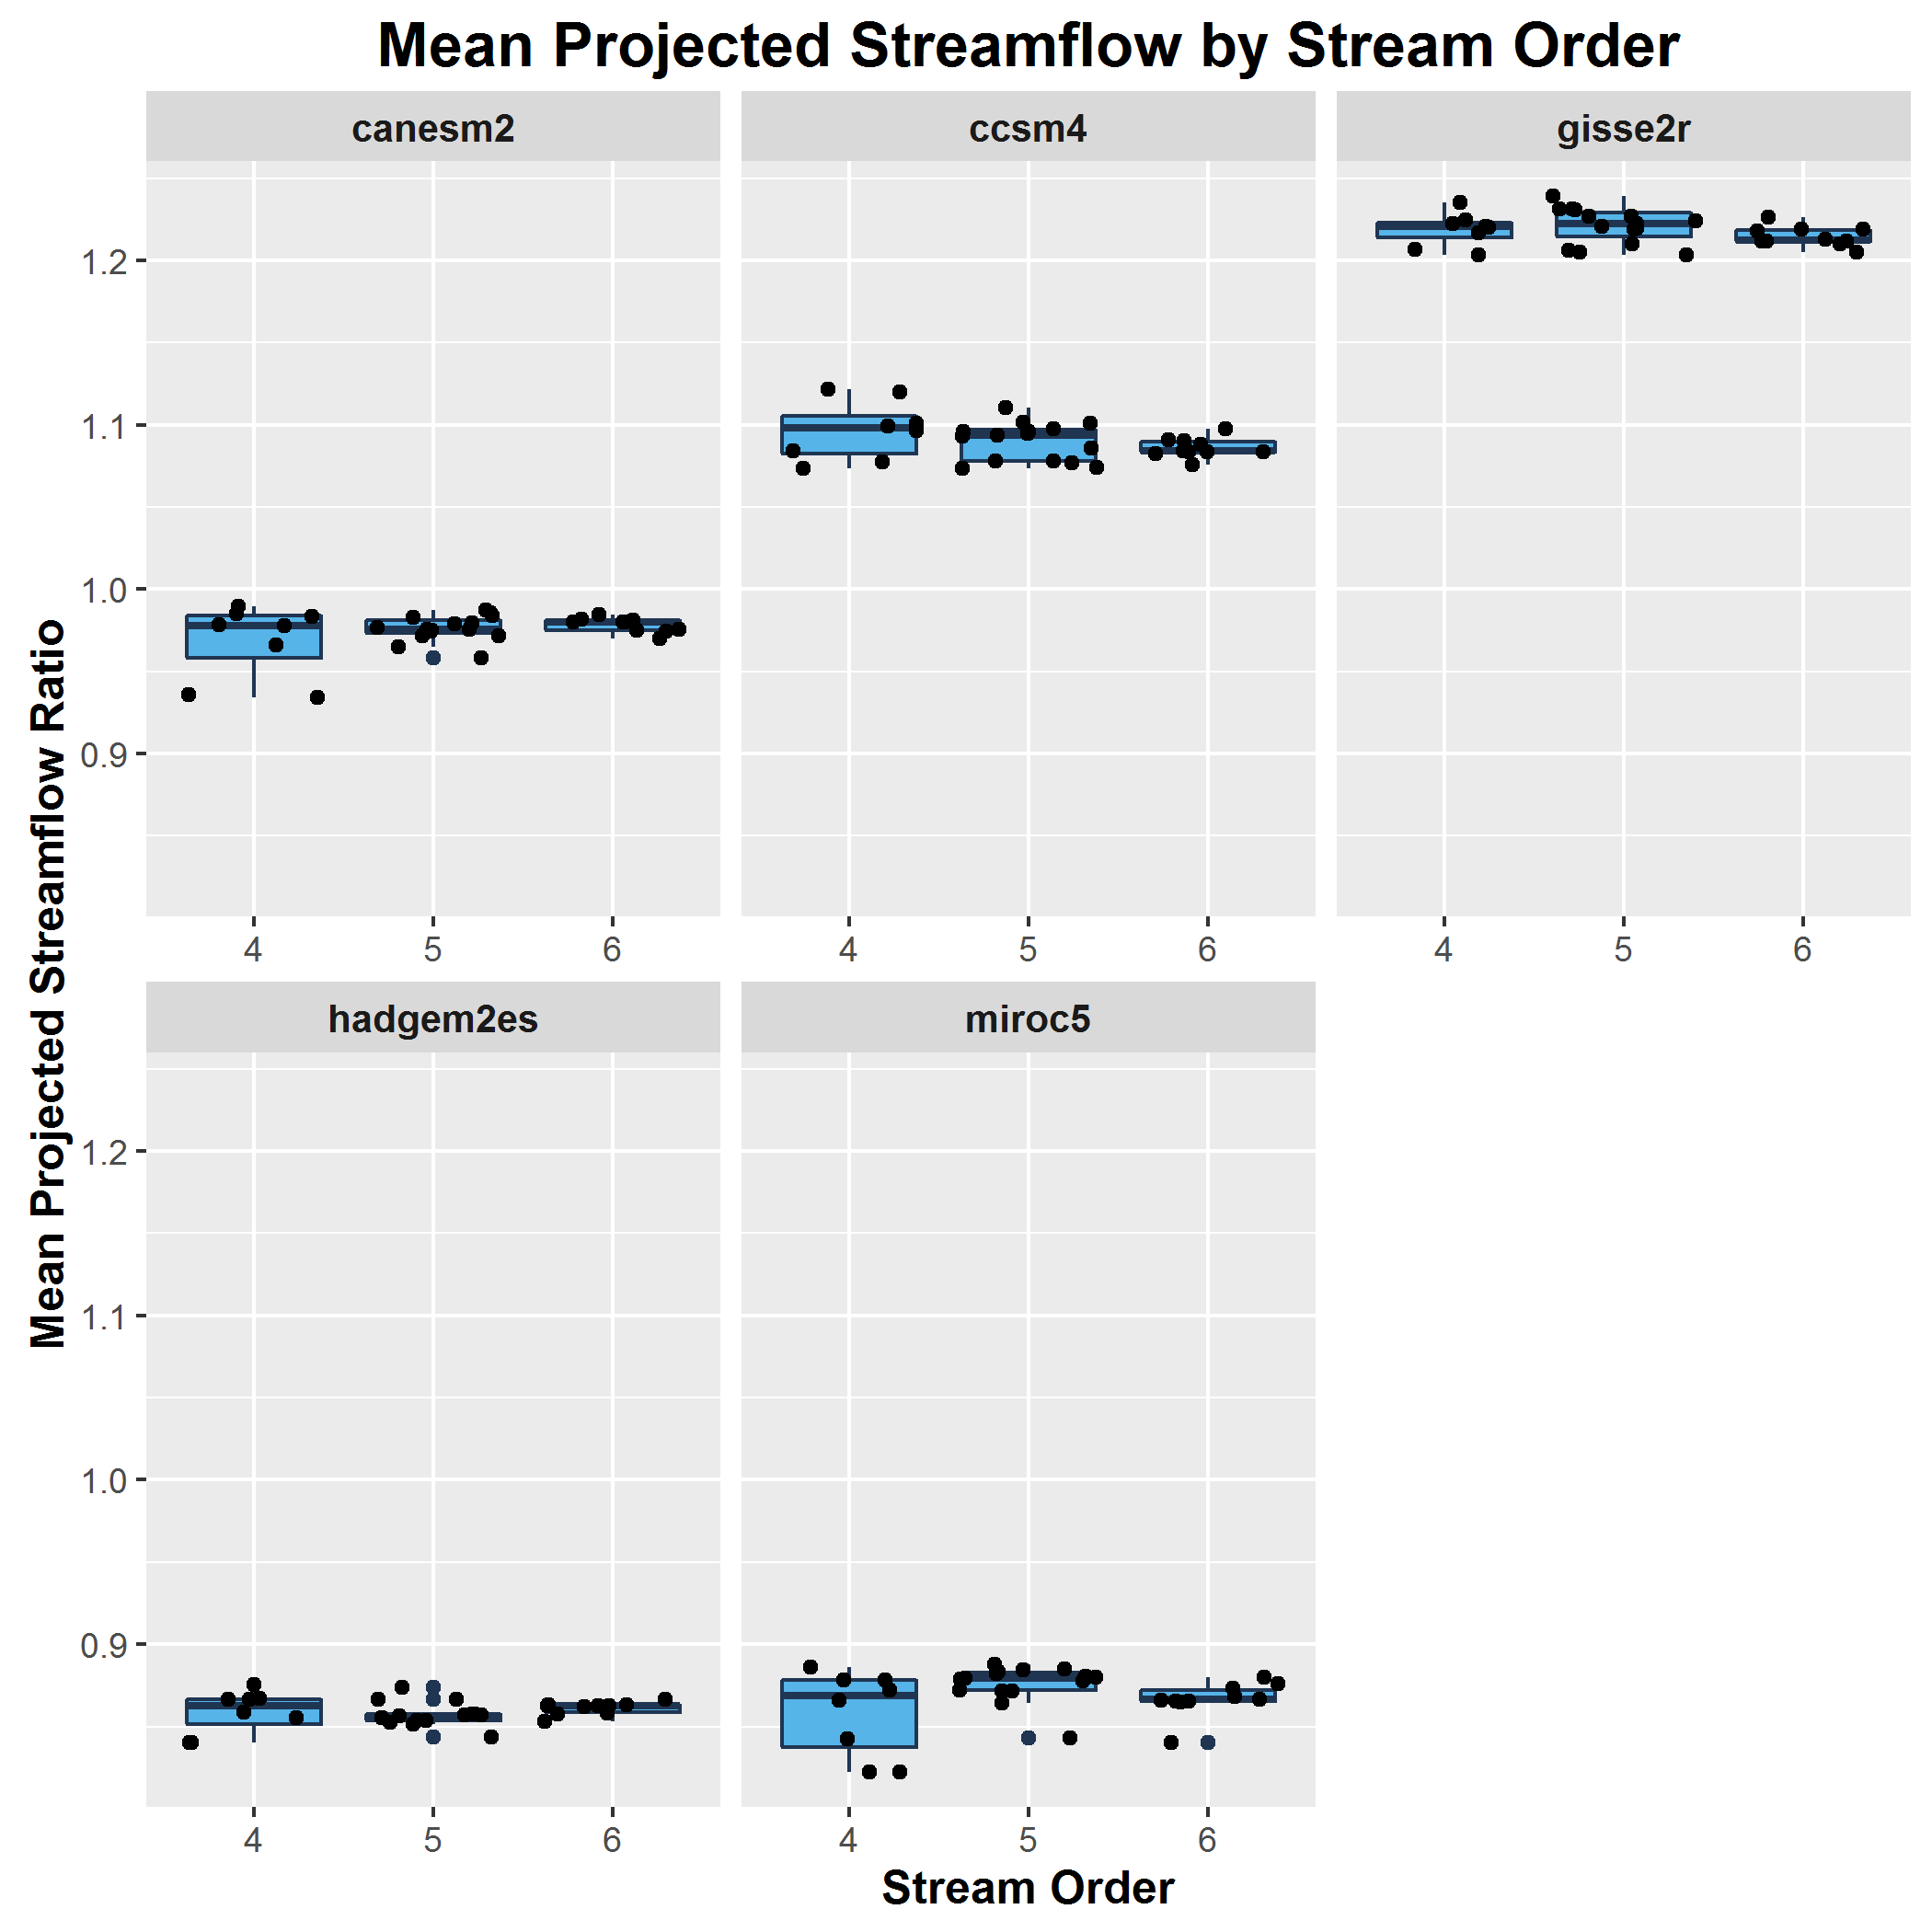 Mean Projected Streamflow by Stream Order
canesm2
ccsm4
gisse2r
1.2
1.1
1.0
0.9
4 5 6
4 5 6
4 5 6
Mean Projected Streamflow Ratio
hadgem2es
miroc5
1.2
1.1
1.0
0.9
4 5 6
4 5 6
Stream Order